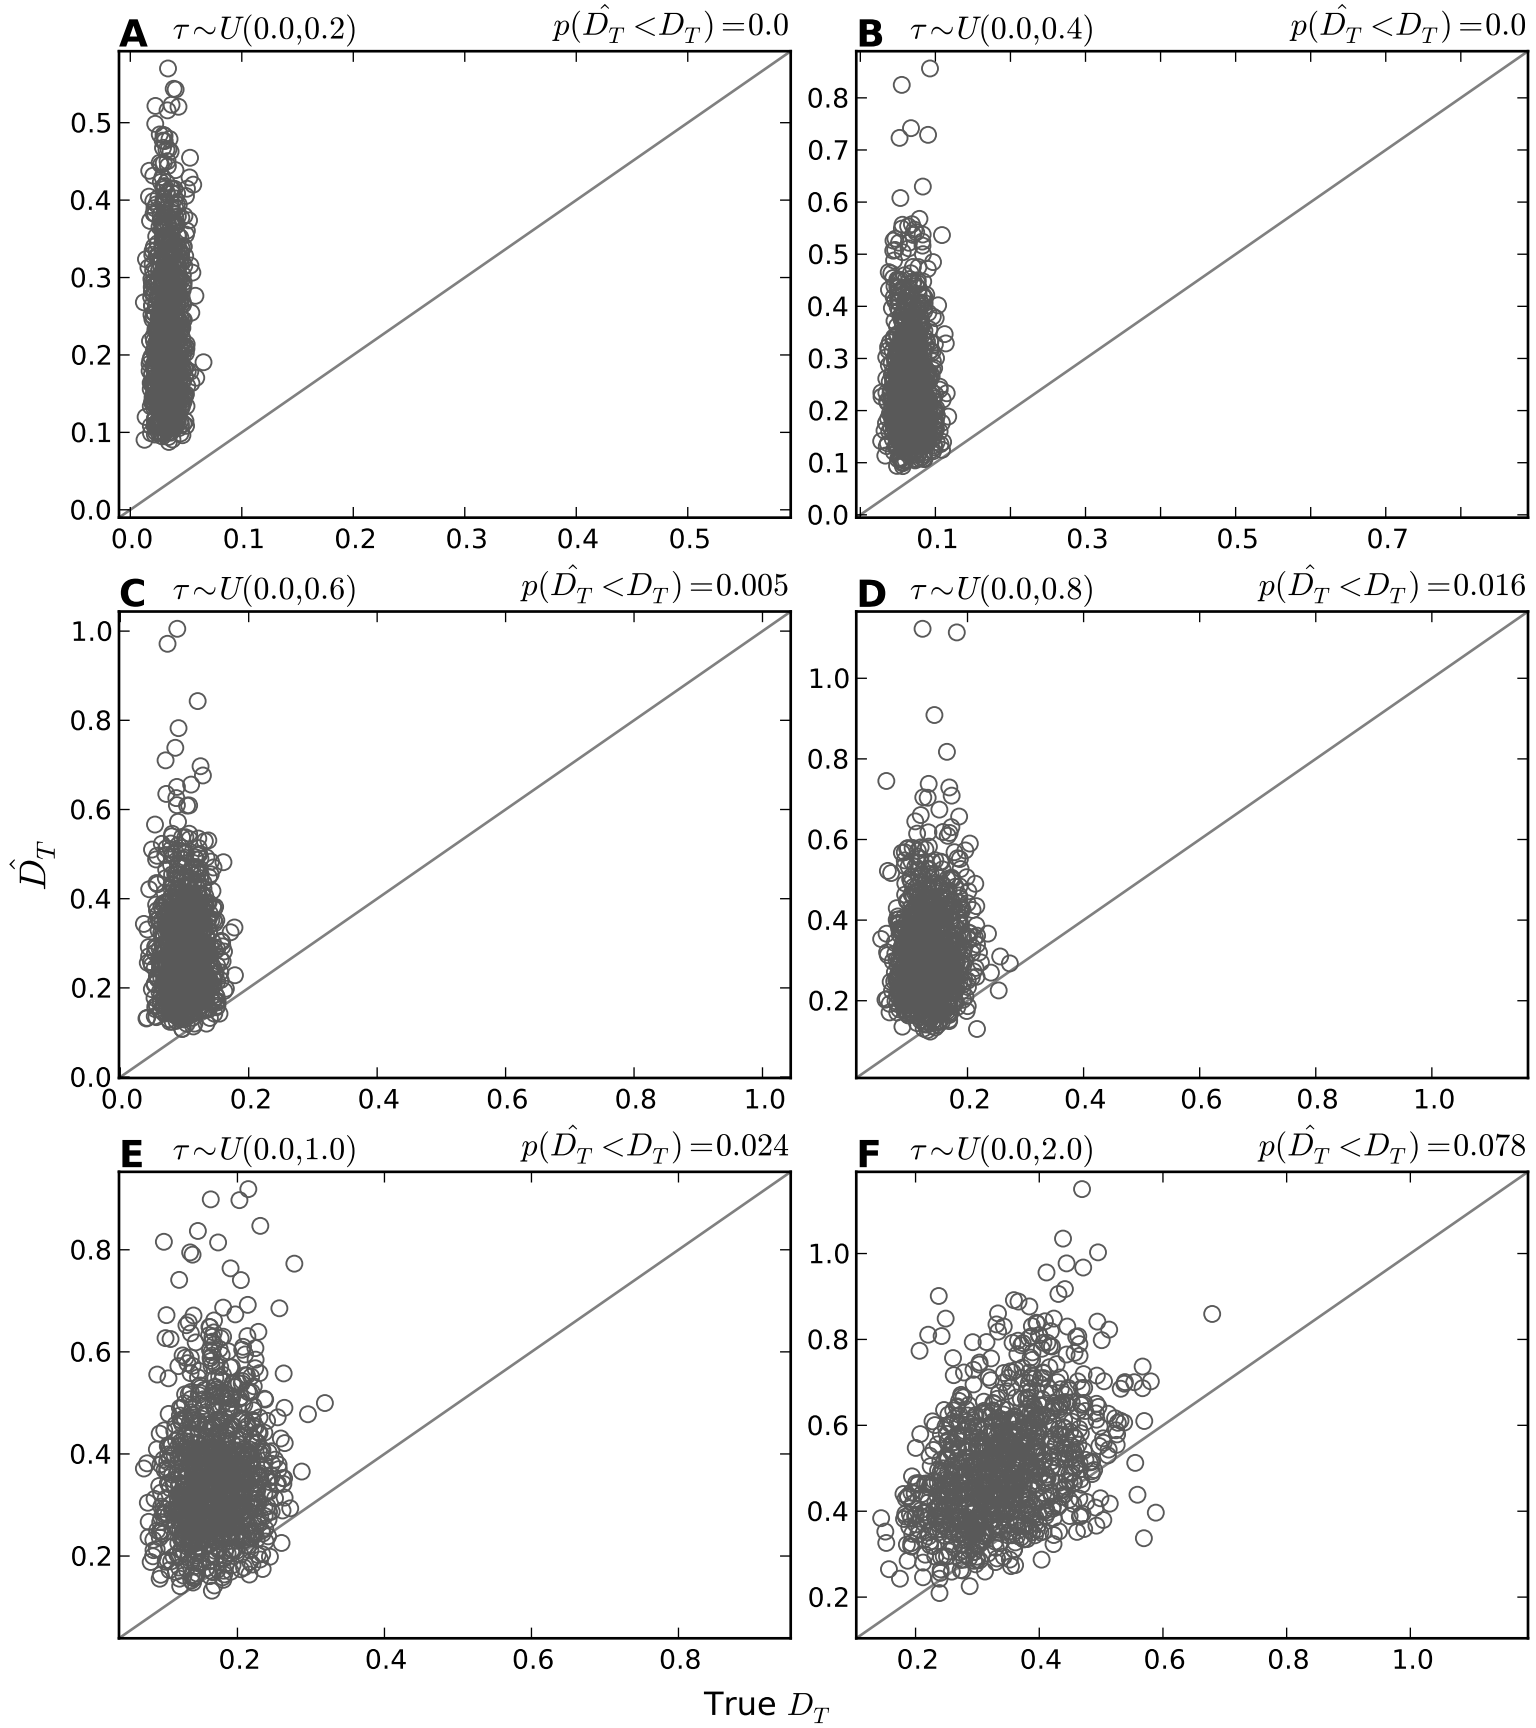 A τ∼U(0.0,0.2) p(D̂_T<D_T)=0.0
B τ∼U(0.0,0.4) p(D̂_T<D_T)=0.0
0.5
0.4
0.3
0.2
0.1
0.0
0.0 0.1 0.2 0.3 0.4 0.5
0.8
0.7
0.6
0.5
0.4
0.3
0.2
0.1
0.0
0.1 0.3 0.5 0.7
C τ∼U(0.0,0.6) p(D̂_T<D_T)=0.005
D τ∼U(0.0,0.8) p(D̂_T<D_T)=0.016
1.0
0.8
0.6
0.4
0.2
0.0
0.0 0.2 0.4 0.6 0.8 1.0
D̂_T
1.0
0.8
0.6
0.4
0.2
0.2 0.4 0.6 0.8 1.0
E τ∼U(0.0,1.0) p(D̂_T<D_T)=0.024
F τ∼U(0.0,2.0) p(D̂_T<D_T)=0.078
0.8
0.6
0.4
0.2
0.2 0.4 0.6 0.8
1.0
0.8
0.6
0.4
0.2
0.2 0.4 0.6 0.8 1.0
True D_T